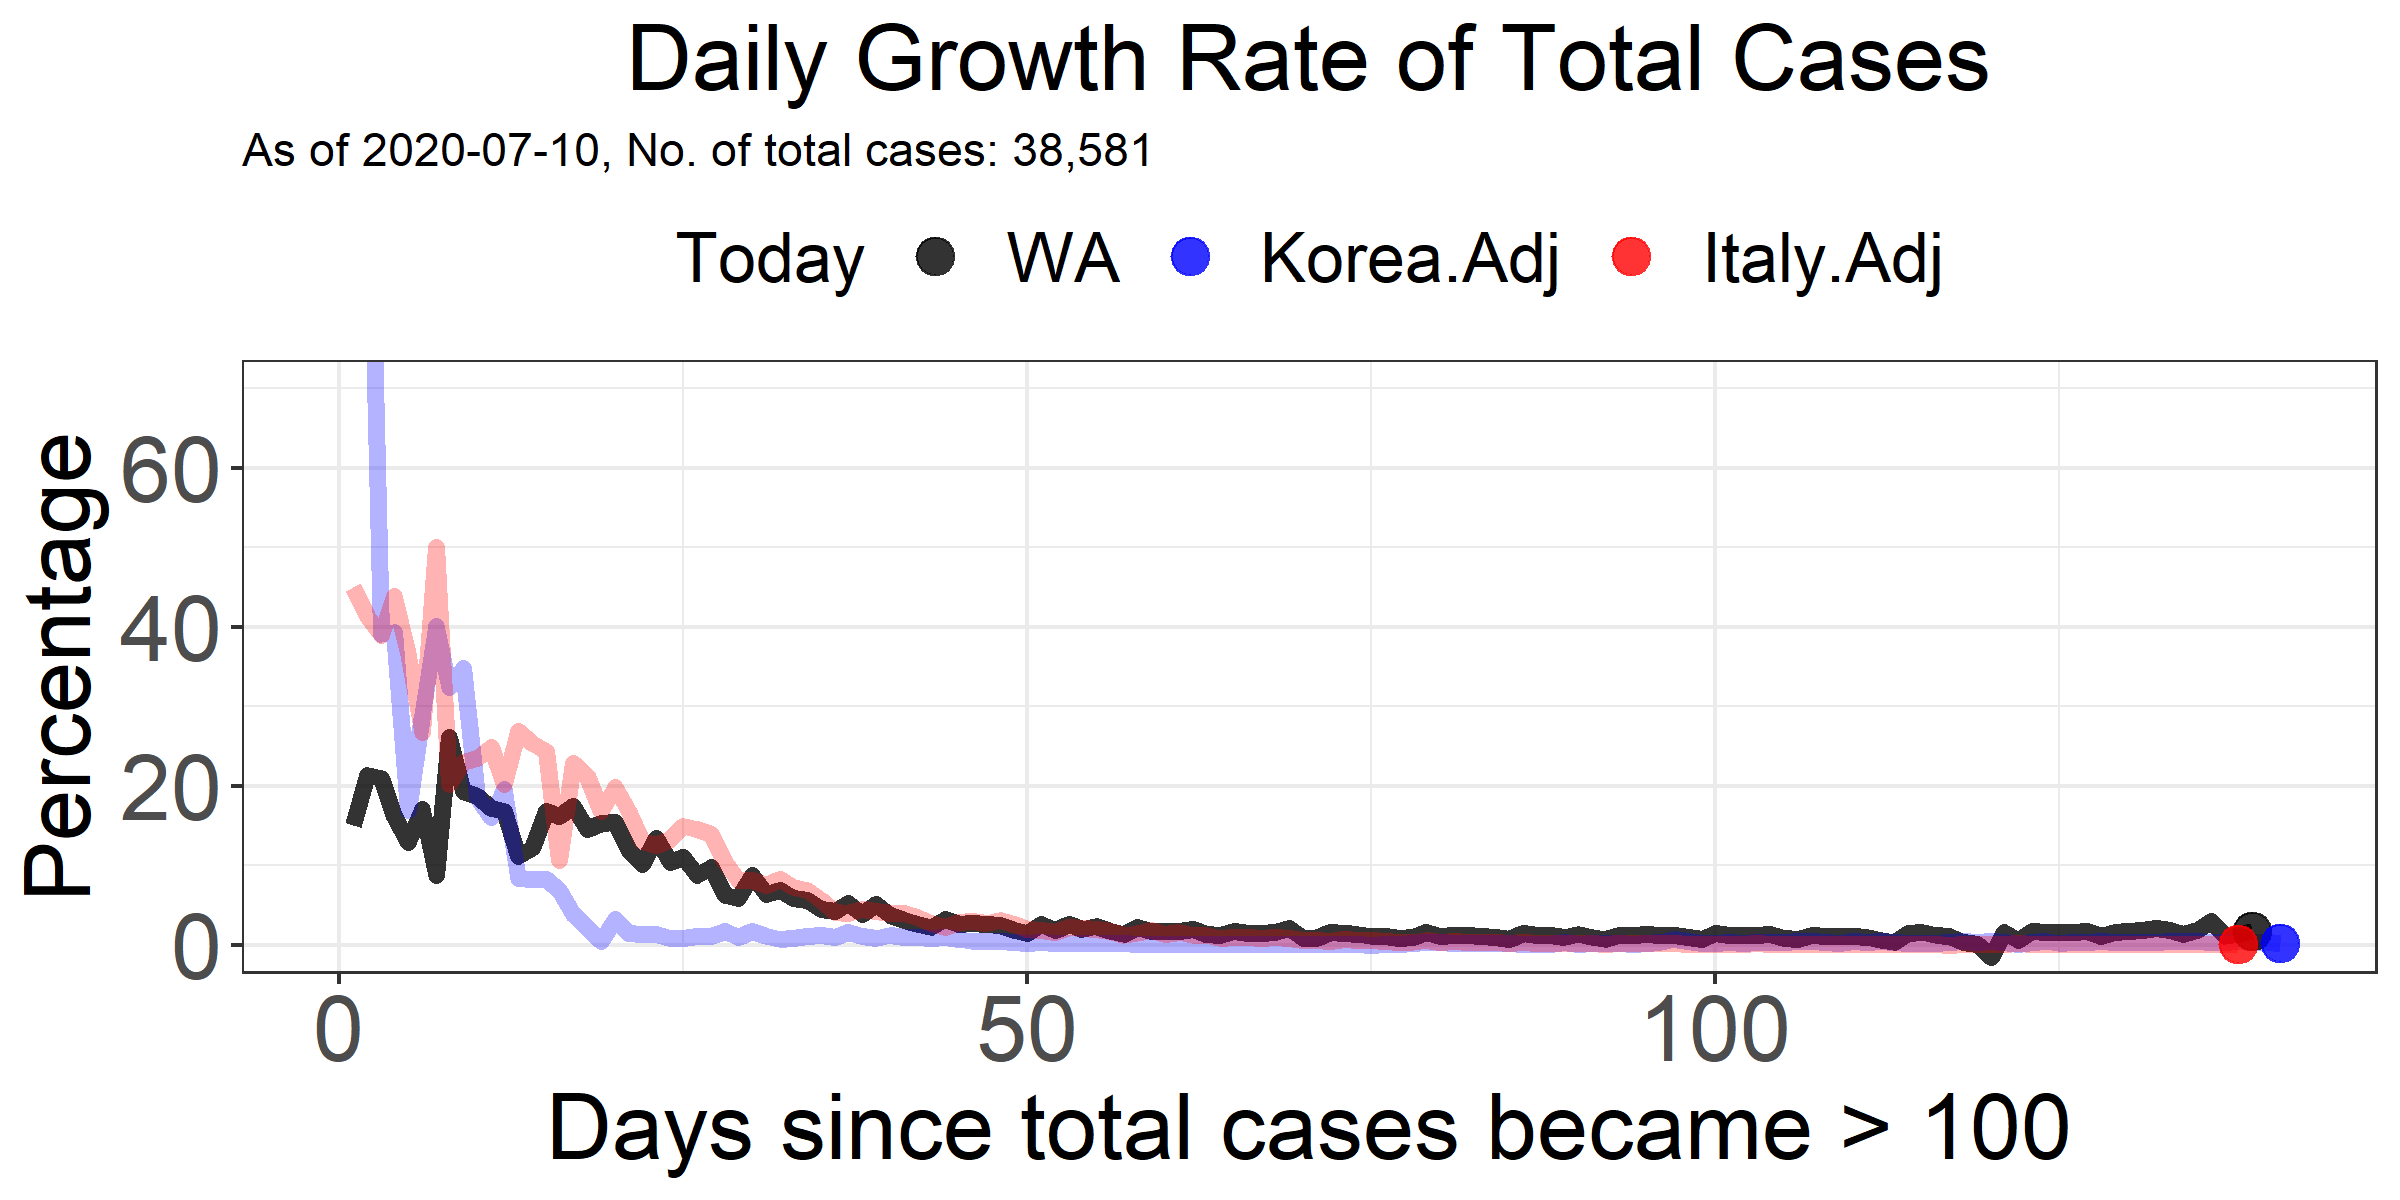 Daily Growth Rate of Total Cases
As of 2020-07-10, No. of total cases: 38,581
Today WA Korea.Adj Italy.Adj
Percentage
60
40
20
0
0 50 100
Days since total cases became > 100